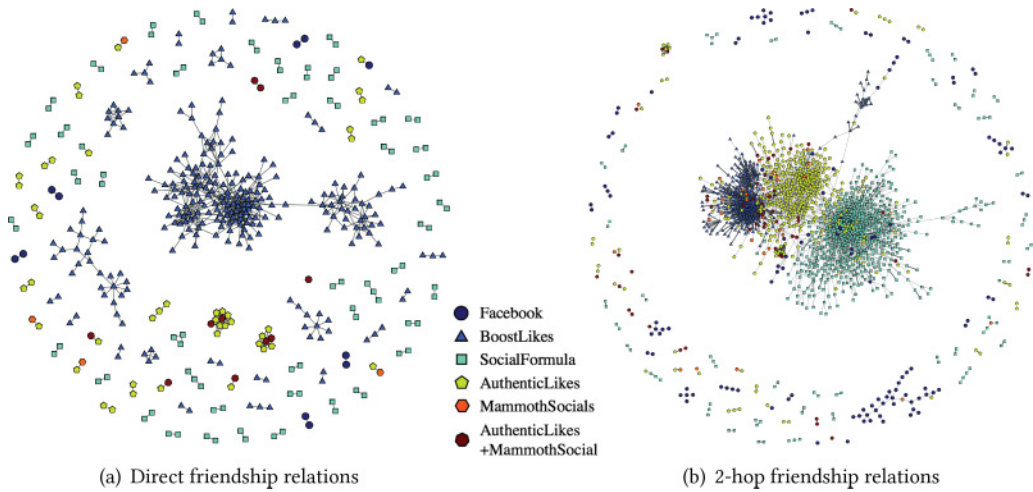 Facebook
BoostLikes
SocialFormula
AuthenticLikes
MammothSocials
AuthenticLikes
+MammothSocial
(a) Direct friendship relations
(b) 2-hop friendship relations